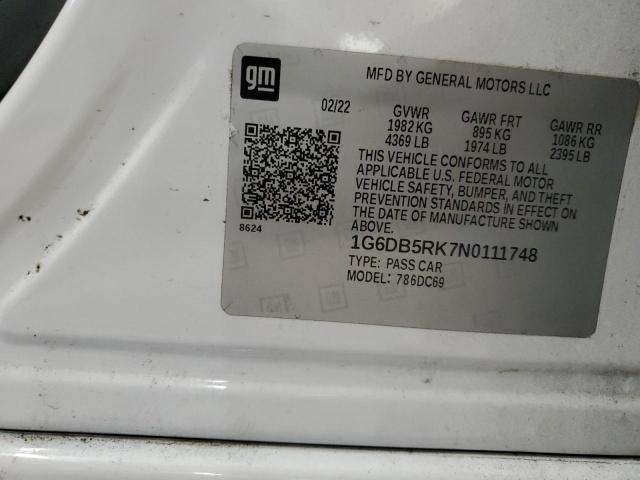 gm
MFD BY GENERAL MOTORS LLC
02/22 GVWR GAWR FRT GAWR RR
1982 KG 895 KG 1086 KG
4369 LB 1974 LB 2395 LB
THIS VEHICLE CONFORMS TO ALL
APPLICABLE U.S. FEDERAL MOTOR
VEHICLE SAFETY, BUMPER, AND THEFT
PREVENTION STANDARDS IN EFFECT ON
THE DATE OF MANUFACTURE SHOWN
ABOVE.
8624
1G6DB5RK7N0111748
TYPE: PASS CAR
MODEL: 786DC69